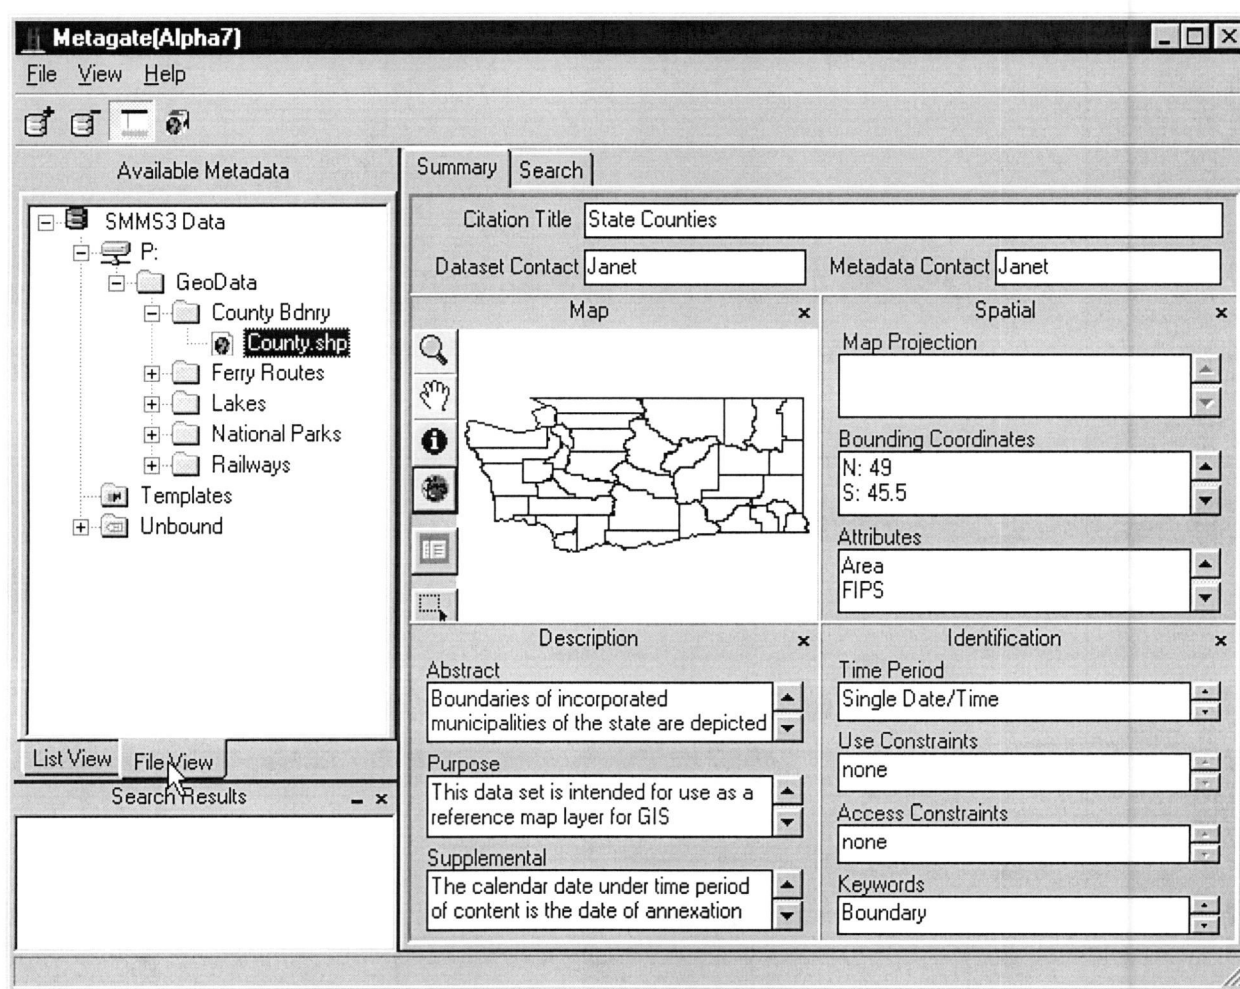 Metagate(Alpha7)
File View Help
Available Metadata
SMMS3 Data
P:
GeoData
County Bdnry
County.shp
Ferry Routes
Lakes
National Parks
Railways
Templates
Unbound
List View File View
Search Results
Summary Search
Citation Title State Counties
Dataset Contact Janet Metadata Contact Janet
Map
Spatial
Map Projection
Bounding Coordinates
N: 49
S: 45.5
Attributes
Area
FIPS
Description
Abstract
Boundaries of incorporated
municipalities of the state are depicted
Purpose
This data set is intended for use as a
reference map layer for GIS
Supplemental
The calendar date under time period
of content is the date of annexation
Identification
Time Period
Single Date/Time
Use Constraints
none
Access Constraints
none
Keywords
Boundary